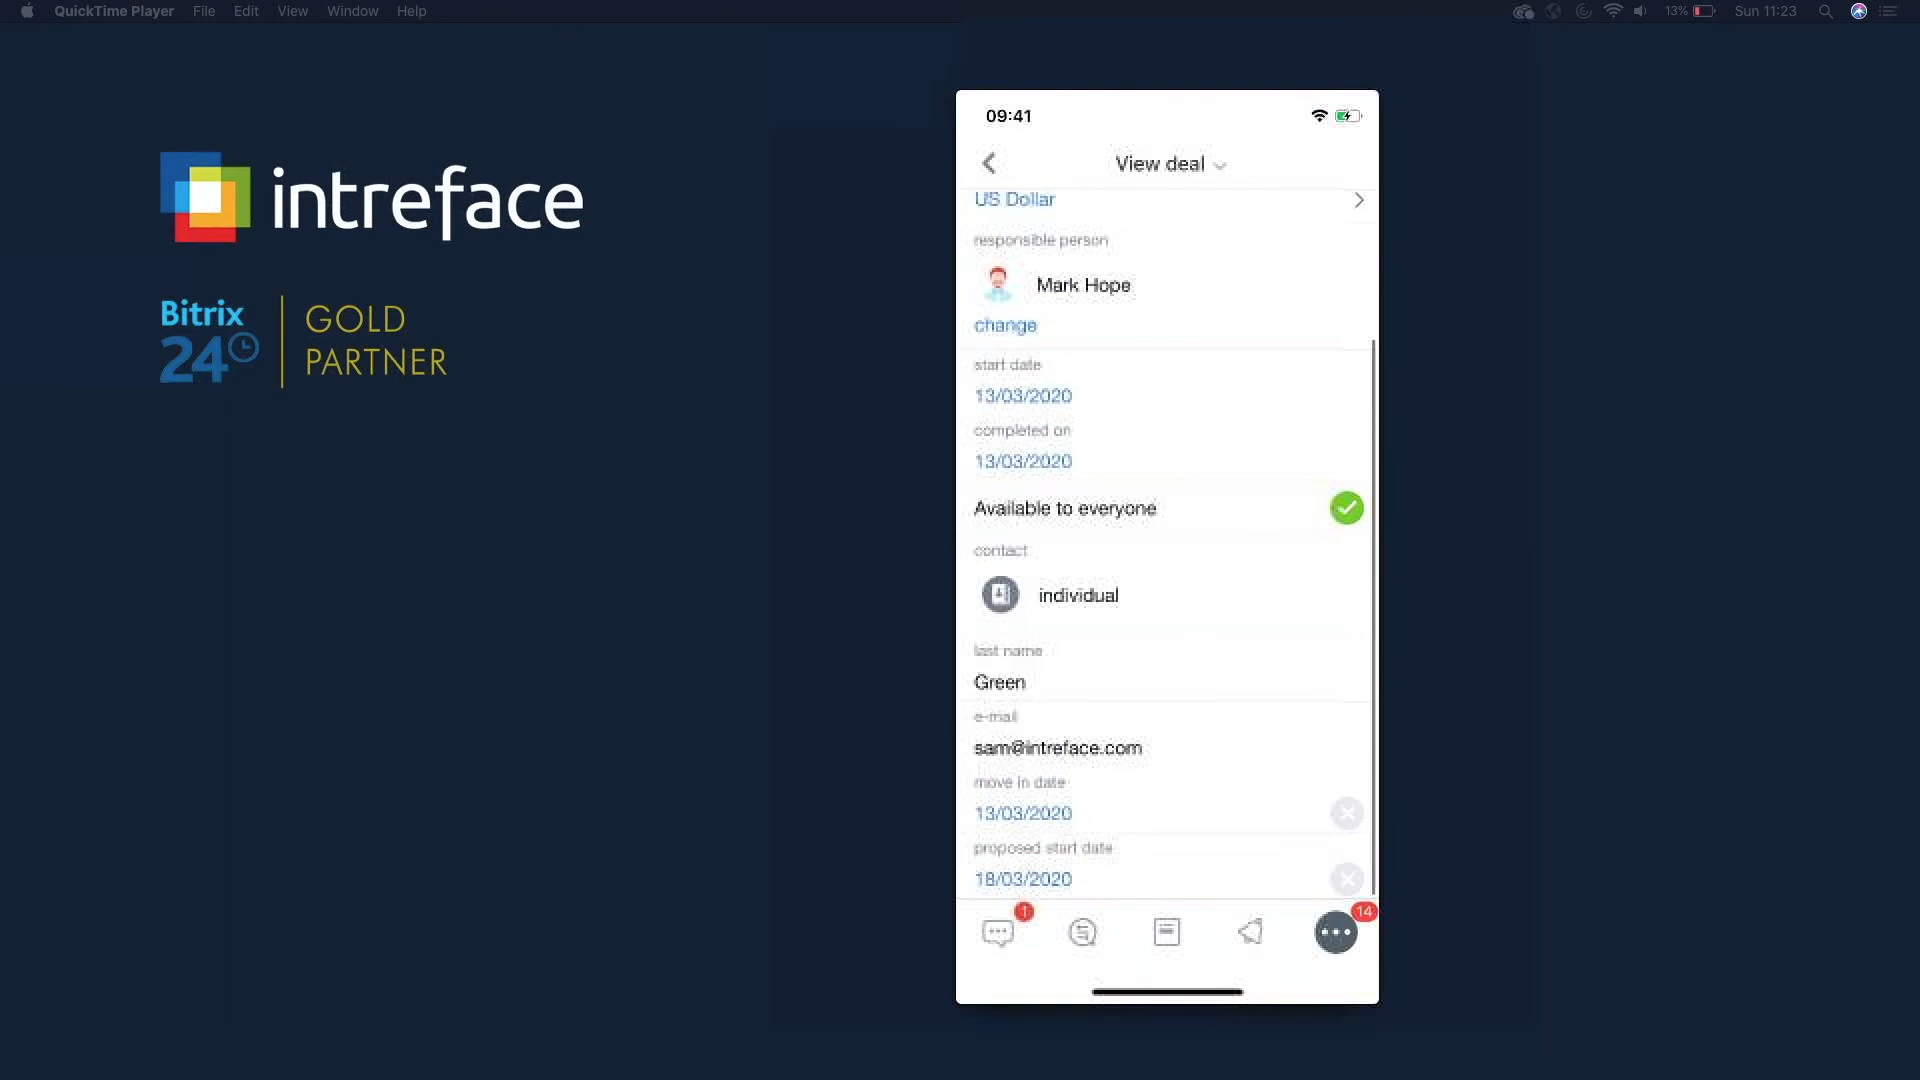 QuickTime Player File Edit View Window Help 13% Sun 11:23
intreface
Bitrix
24
GOLD
PARTNER
09:41
View deal
US Dollar
responsible person
Mark Hope
change
start date
13/03/2020
completed on
13/03/2020
Available to everyone
contact
individual
last name
Green
e-mail
sam@intreface.com
move in date
13/03/2020
proposed start date
18/03/2020
1
14